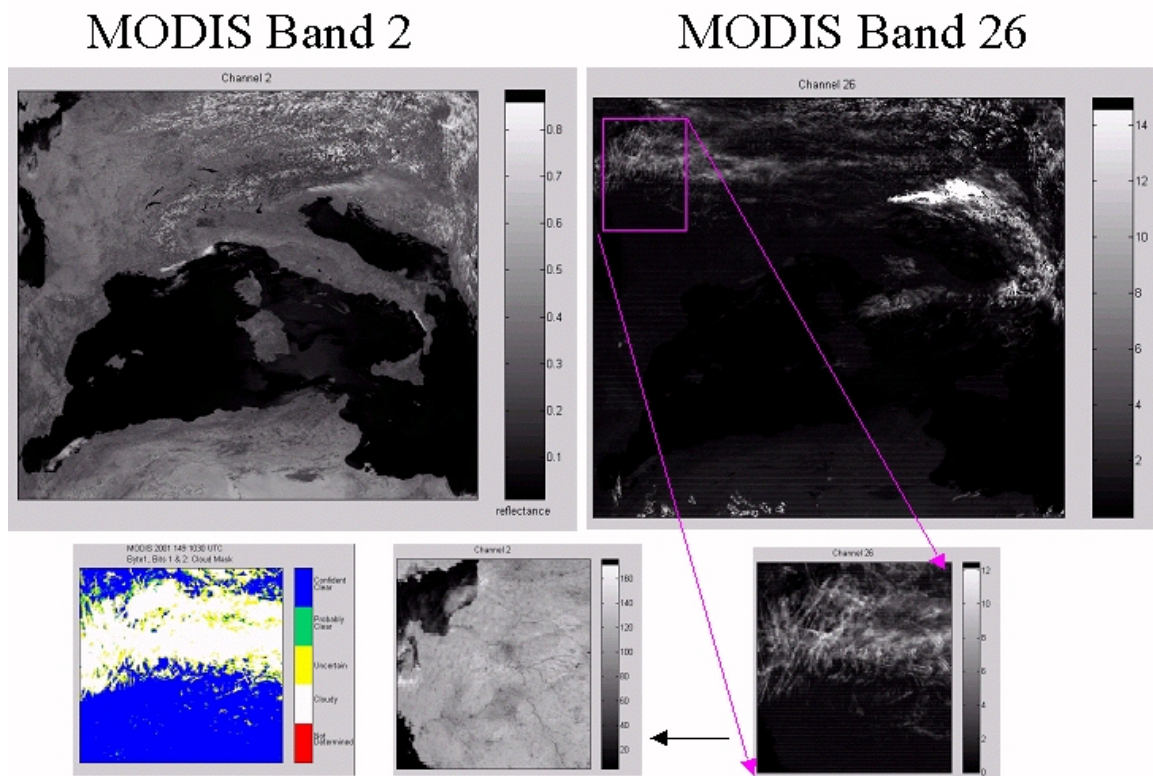 MODIS Band 2
MODIS Band 26
Channel 2
0.8
0.7
0.6
0.5
0.4
0.3
0.2
0.1
reflectance
Channel 26
14
12
10
8
6
4
2
MODIS 2001 149 1030 UTC
Byte1, Bits 1 & 2: Cloud Mask
Confident
Clear
Probably
Clear
Uncertain
Cloudy
Not
Determined
Channel 2
160
140
120
100
80
60
40
20
Channel 26
12
10
8
6
4
2
0